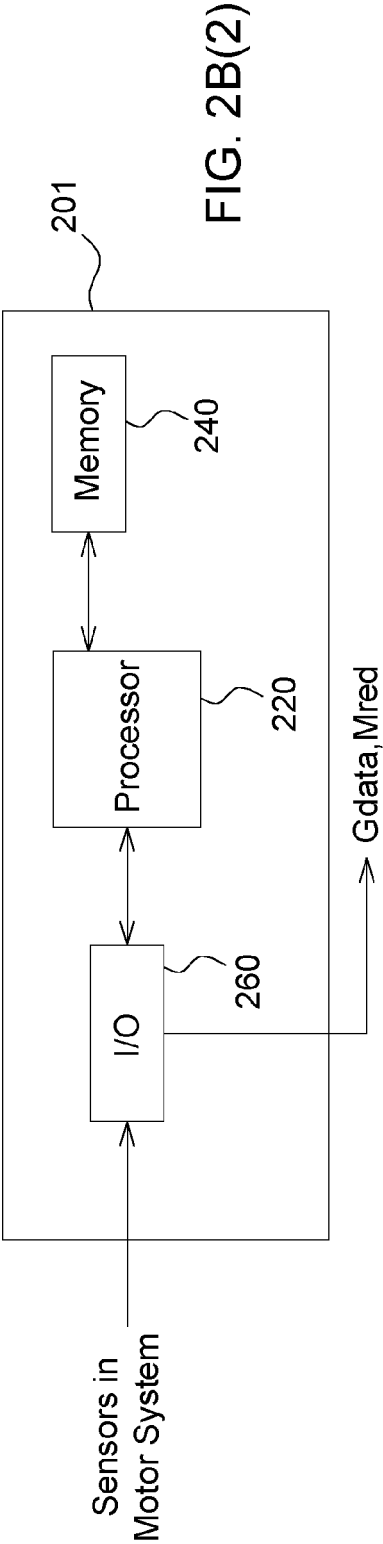 201
Memory
240
Processor
220
I/O
260
Sensors in
Motor System
Gdata,Mred
FIG. 2B(2)